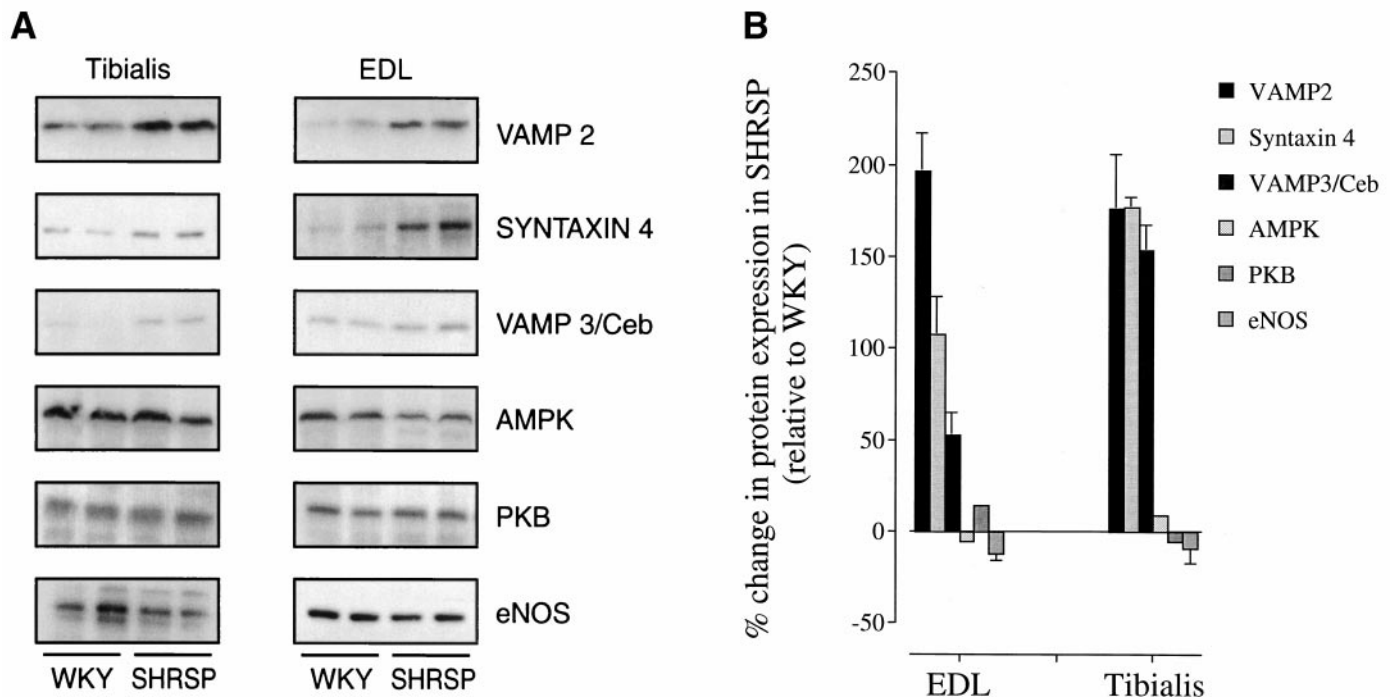 A
Tibialis
EDL
VAMP 2
SYNTAXIN 4
VAMP 3/Ceb
AMPK
PKB
eNOS
WKY SHRSP
WKY SHRSP
B
% change in protein expression in SHRSP
(relative to WKY)
250
200
150
100
50
0
-50
EDL
Tibialis
VAMP2
Syntaxin 4
VAMP3/Ceb
AMPK
PKB
eNOS